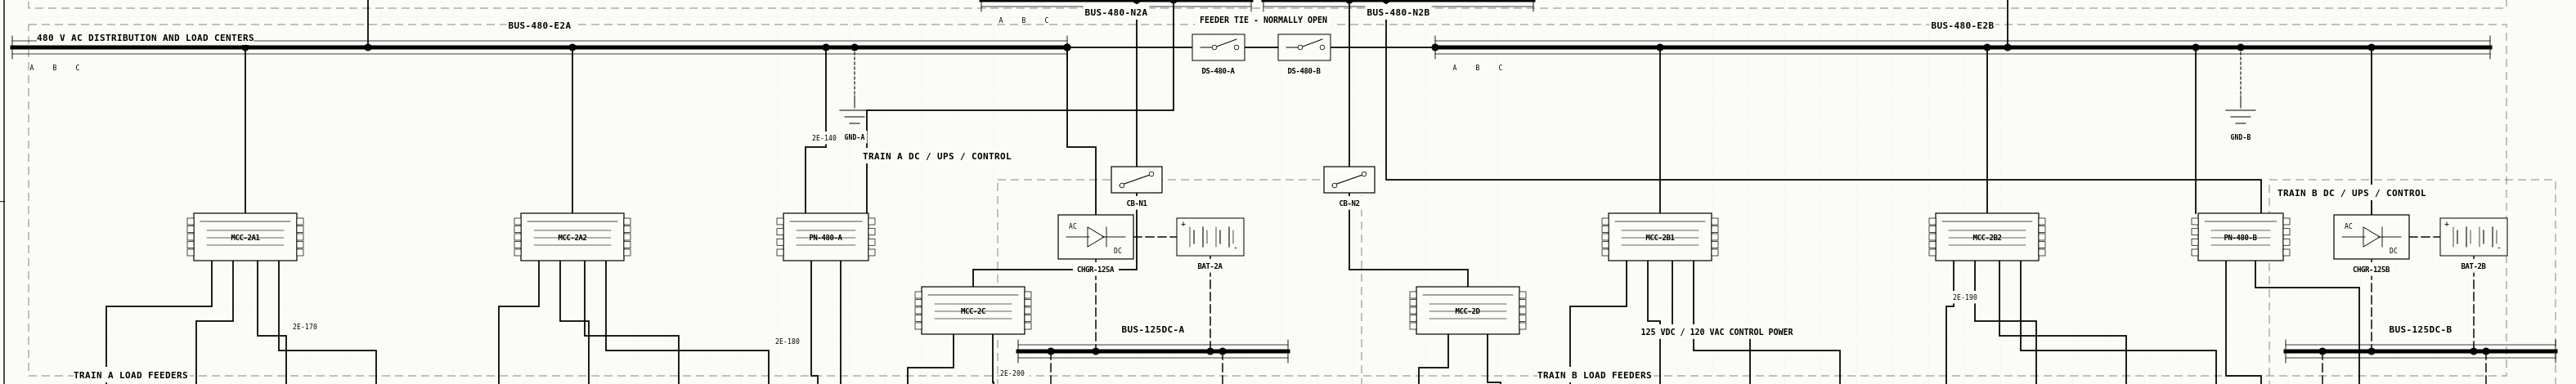 BUS-480-N2A
BUS-480-N2B
A B C
FEEDER TIE - NORMALLY OPEN
BUS-480-E2A
BUS-480-E2B
480 V AC DISTRIBUTION AND LOAD CENTERS
A B C
DS-480-A
DS-480-B
A B C
2E-140
GND-A
GND-B
TRAIN A DC / UPS / CONTROL
TRAIN B DC / UPS / CONTROL
CB-N1
CB-N2
MCC-2A1
MCC-2A2
PN-480-A
AC
DC
+
-
MCC-2B1
MCC-2B2
PN-480-B
AC
DC
+
-
CHGR-125A
BAT-2A
CHGR-125B
BAT-2B
2E-190
MCC-2C
MCC-2D
2E-170
BUS-125DC-A
125 VDC / 120 VAC CONTROL POWER
BUS-125DC-B
2E-180
2E-200
TRAIN A LOAD FEEDERS
TRAIN B LOAD FEEDERS